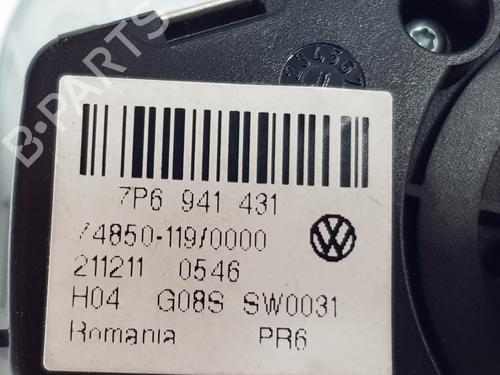 B-PARTS
7P6 941 431
74850-119/0000
211211 0546
H04 G08S SW0031
Romania PR6